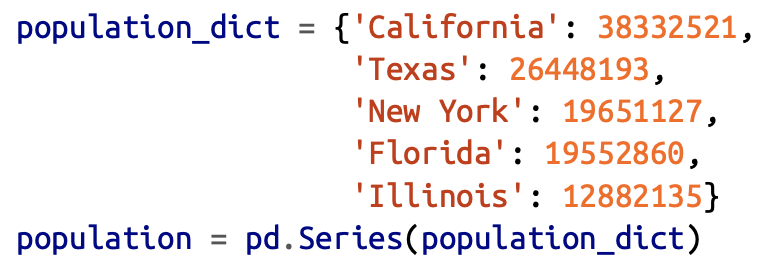 population_dict = {'California': 38332521,
'Texas': 26448193,
'New York': 19651127,
'Florida': 19552860,
'Illinois': 12882135}
population = pd.Series(population_dict)